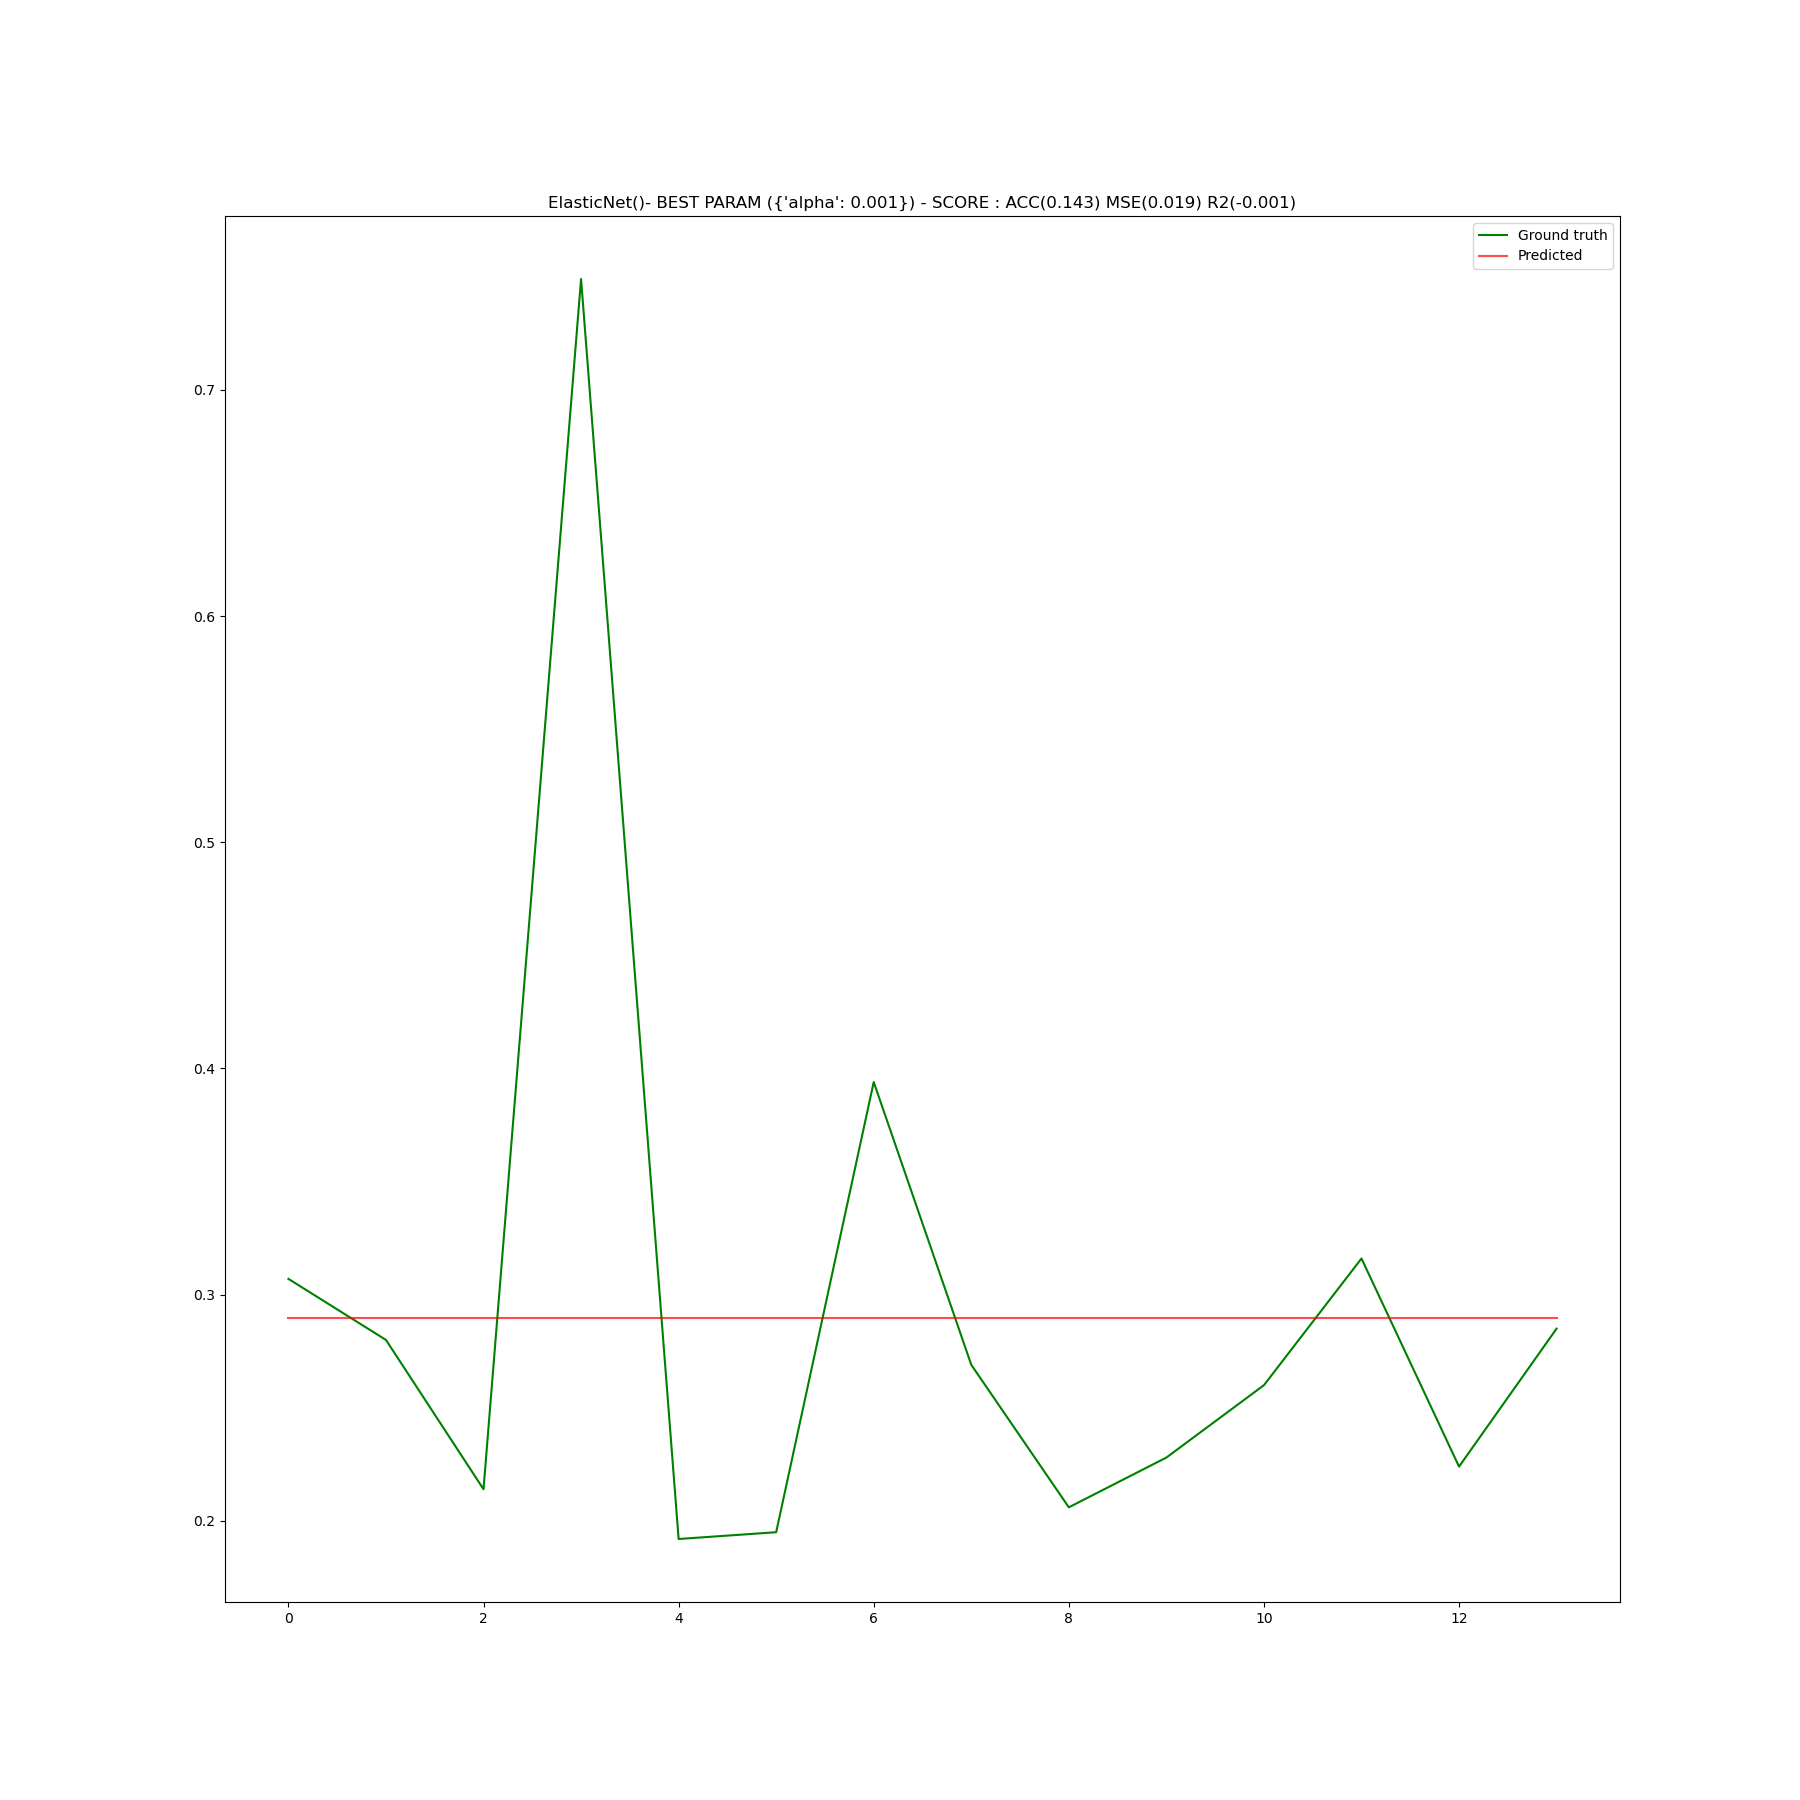 ElasticNet()- BEST PARAM ({'alpha': 0.001}) - SCORE : ACC(0.143) MSE(0.019) R2(-0.001)
Ground truth
Predicted
0.7
0.6
0.5
0.4
0.3
0.2
0 2 4 6 8 10 12